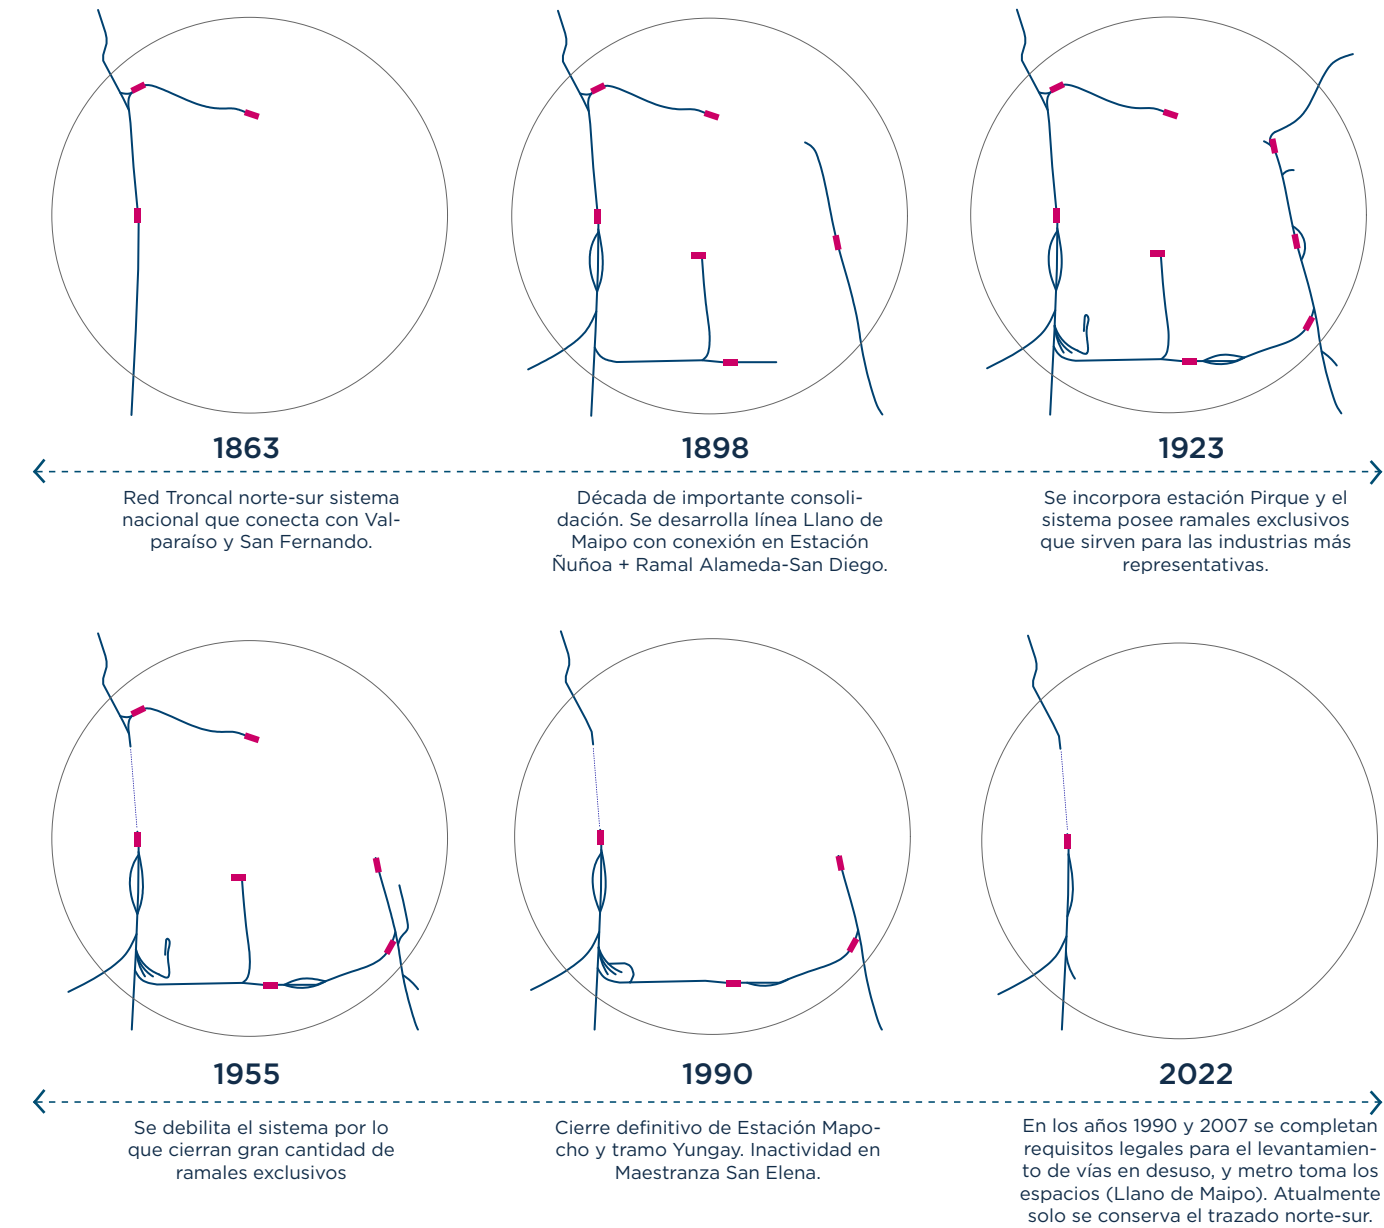 1863
Red Troncal norte-sur sistema
nacional que conecta con Val-
paraíso y San Fernando.
1898
Década de importante consoli-
dación. Se desarrolla línea Llano de
Maipo con conexión en Estación
Ñuñoa + Ramal Alameda-San Diego.
1923
Se incorpora estación Pirque y el
sistema posee ramales exclusivos
que sirven para las industrias más
representativas.
1955
Se debilita el sistema por lo
que cierran gran cantidad de
ramales exclusivos
1990
Cierre definitivo de Estación Mapo-
cho y tramo Yungay. Inactividad en
Maestranza San Elena.
2022
En los años 1990 y 2007 se completan
requisitos legales para el levantamien-
to de vías en desuso, y metro toma los
espacios (Llano de Maipo). Atualmente
solo se conserva el trazado norte-sur.